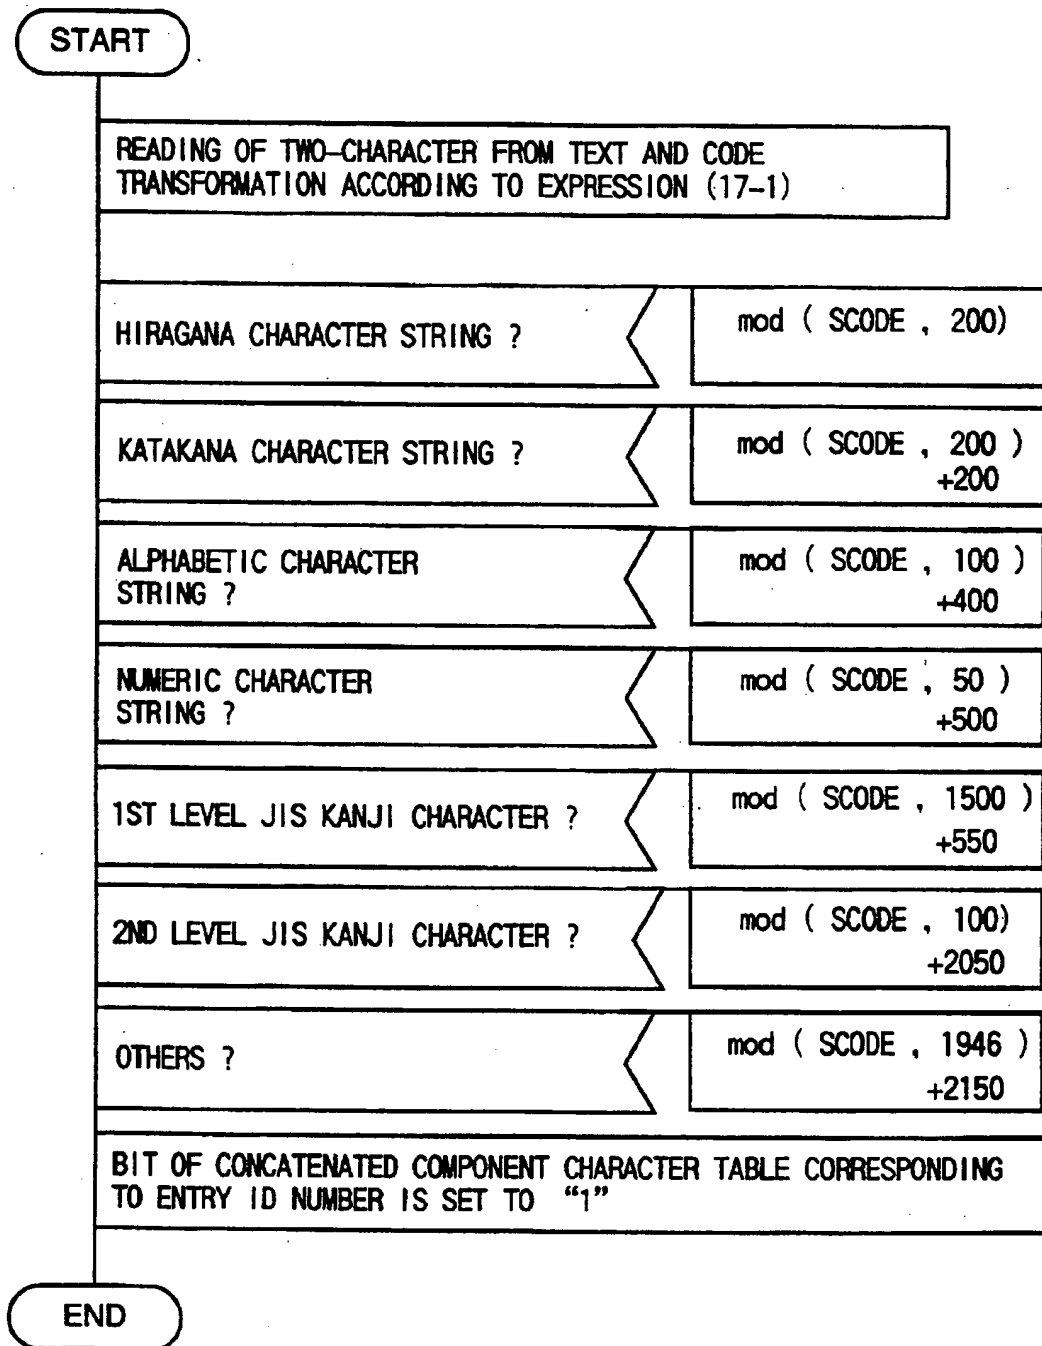 START
READING OF TWO-CHARACTER FROM TEXT AND CODE
TRANSFORMATION ACCORDING TO EXPRESSION (17-1)
HIRAGANA CHARACTER STRING ?
mod ( SCODE , 200)
KATAKANA CHARACTER STRING ?
mod ( SCODE , 200 )
+200
ALPHABETIC CHARACTER
STRING ?
mod ( SCODE , 100 )
+400
NUMERIC CHARACTER
STRING ?
mod ( SCODE , 50 )
+500
1ST LEVEL JIS KANJI CHARACTER ?
mod ( SCODE , 1500 )
+550
2ND LEVEL JIS KANJI CHARACTER ?
mod ( SCODE , 100)
+2050
OTHERS ?
mod ( SCODE , 1946 )
+2150
BIT OF CONCATENATED COMPONENT CHARACTER TABLE CORRESPONDING
TO ENTRY ID NUMBER IS SET TO “1”
END